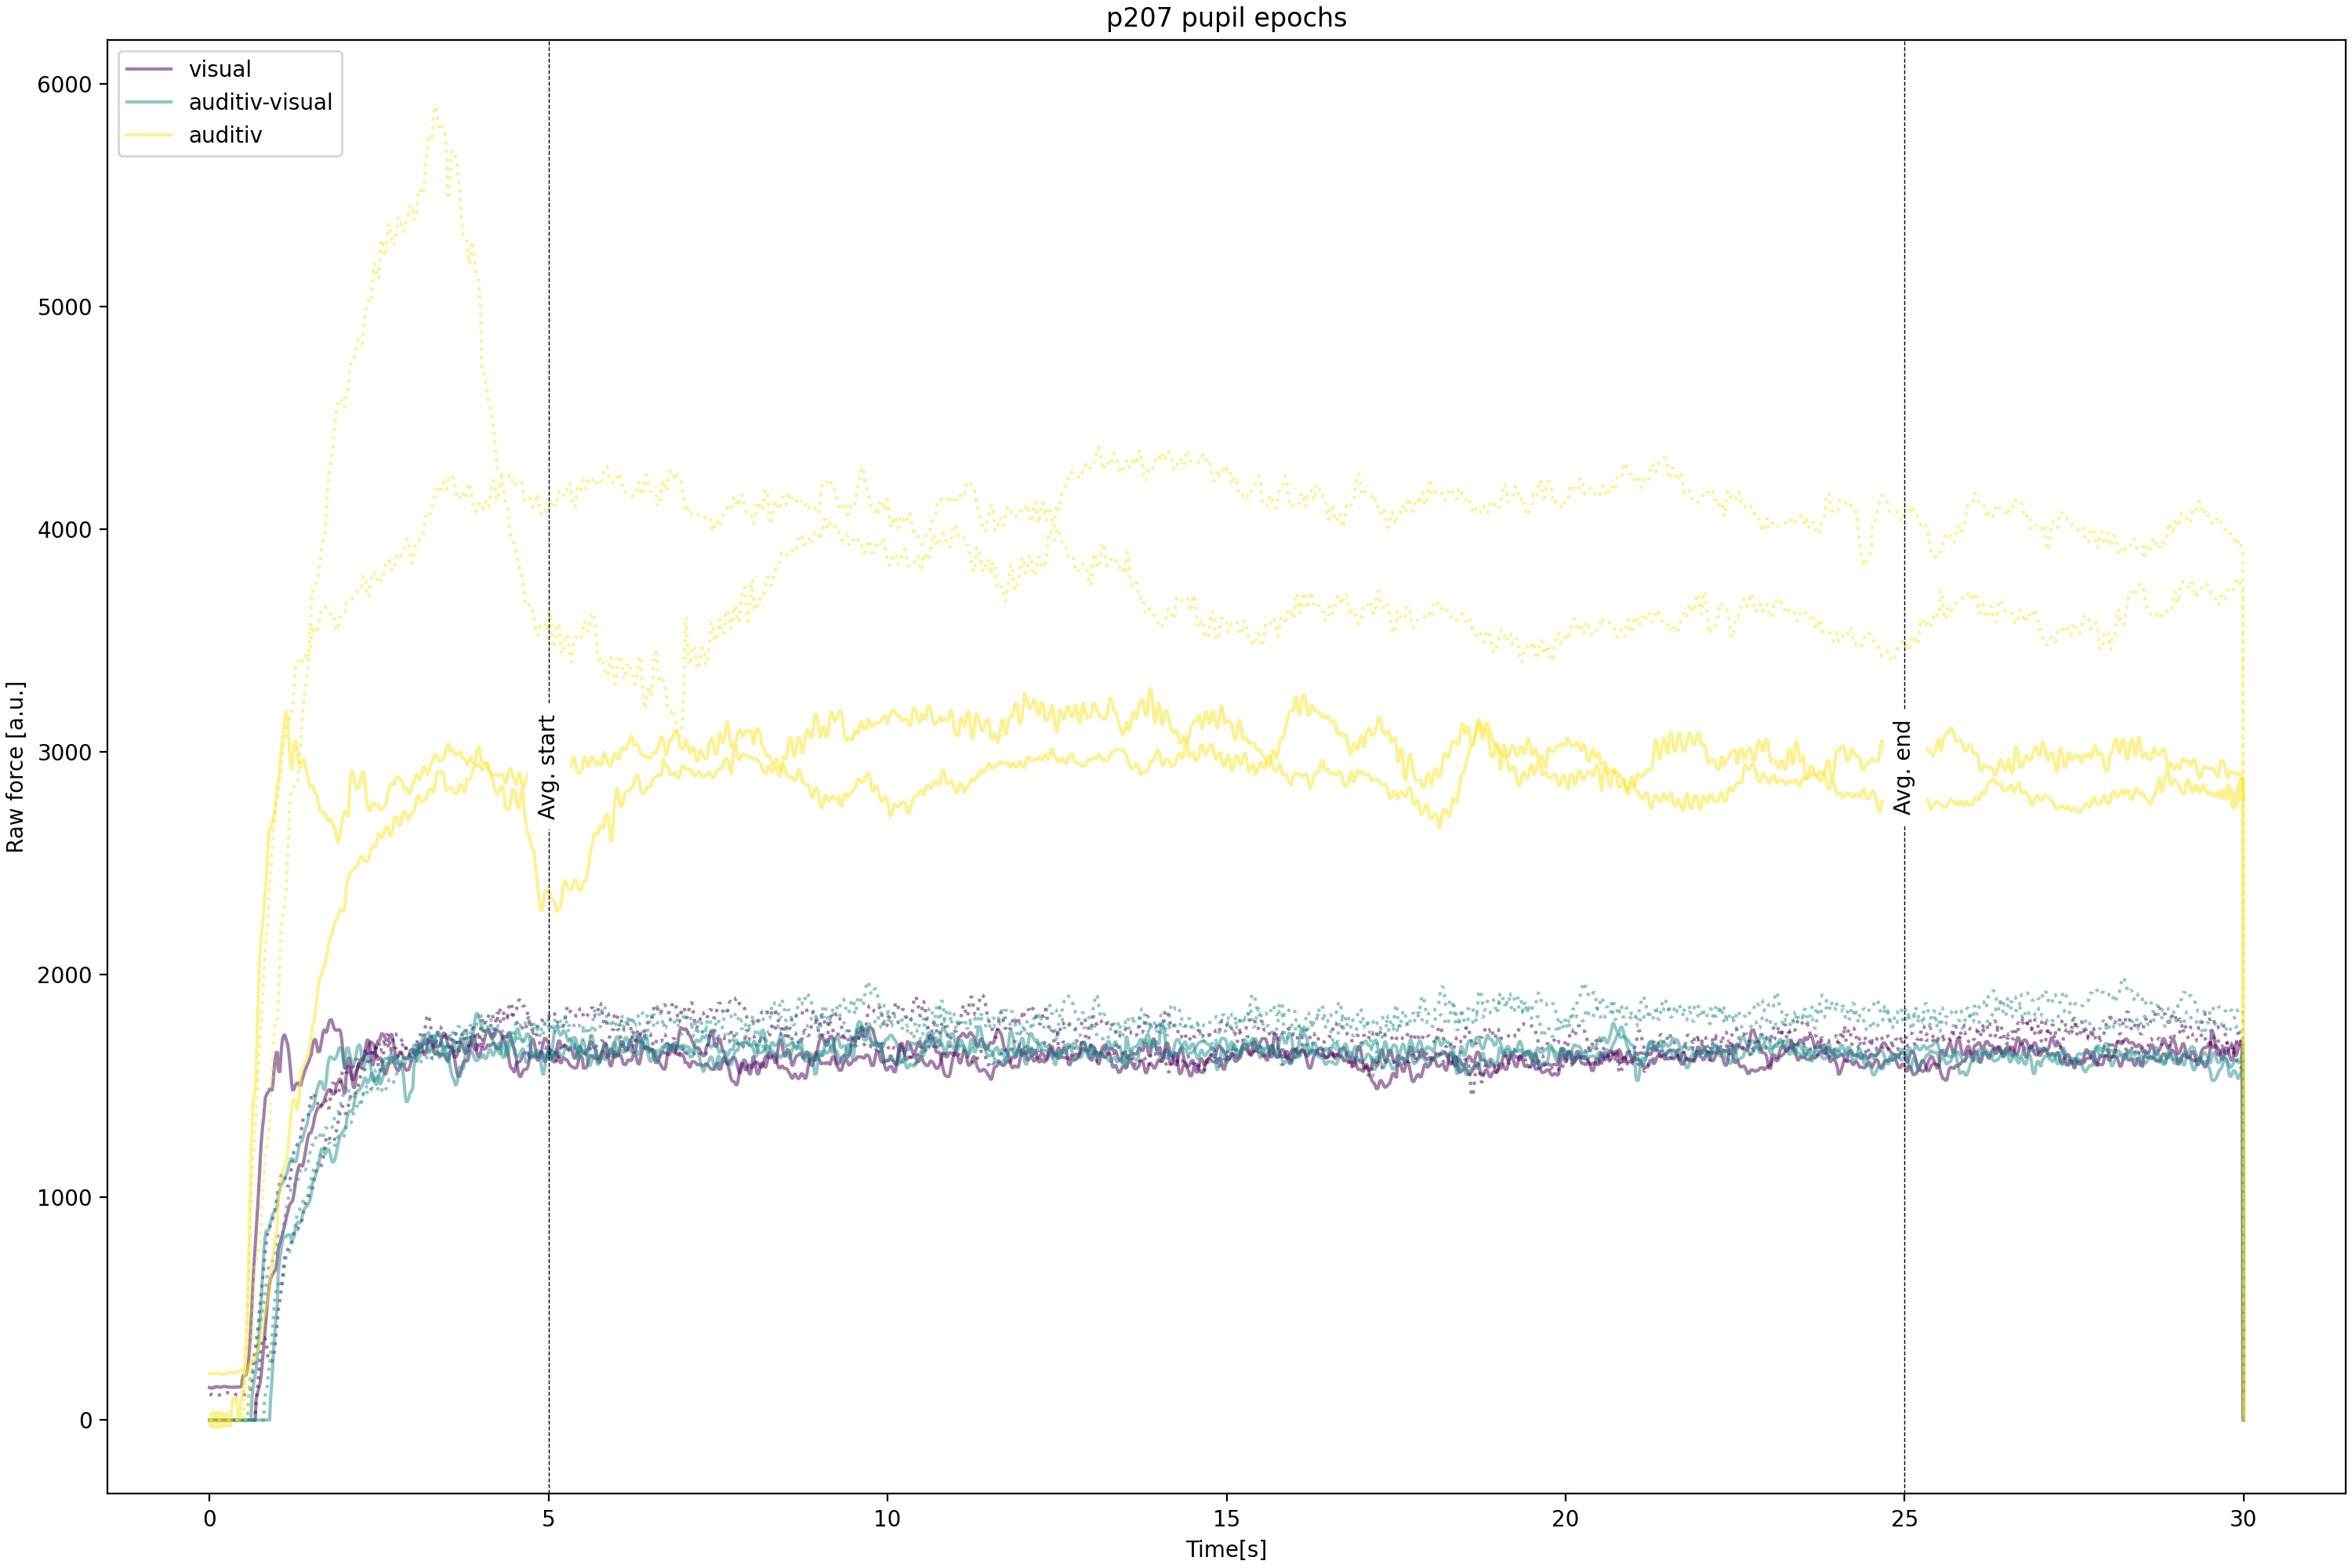 p207 pupil epochs
visual
auditiv-visual
auditiv
6000
5000
4000
3000
2000
1000
0
Raw force [a.u.]
Avg. start
Avg. end
0 5 10 15 20 25 30
Time[s]